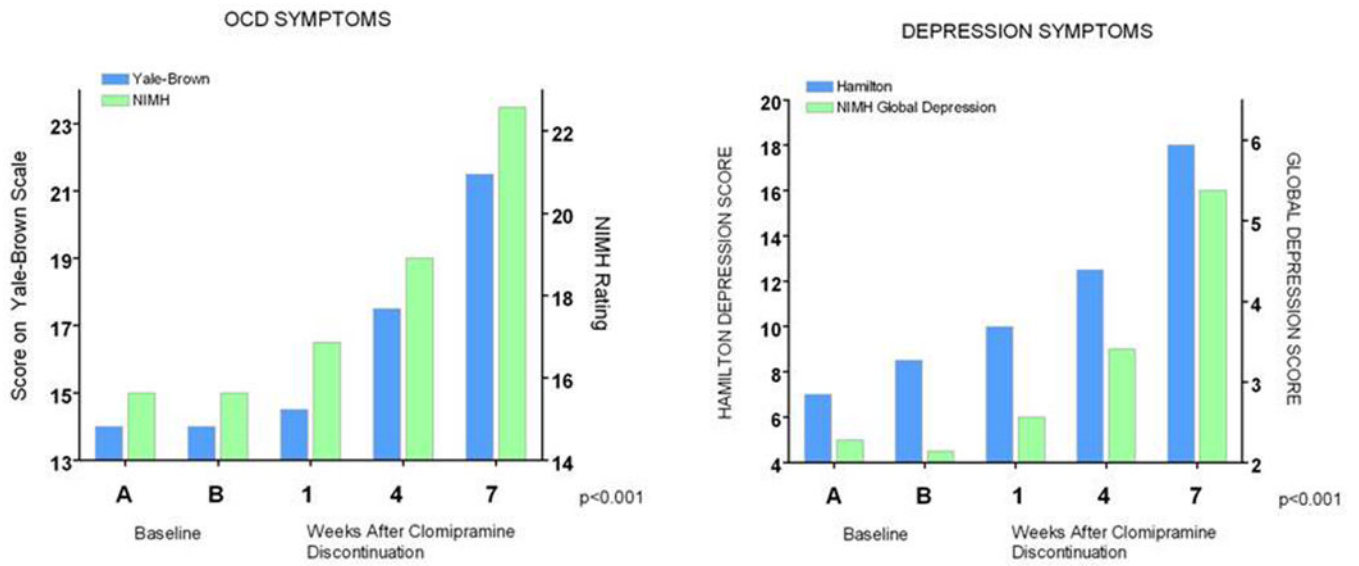 OCD SYMPTOMS
Yale-Brown
NIMH
Score on Yale-Brown Scale
23
21
19
17
15
13
22
20
18
16
14
NIMH Rating
A B 1 4 7
p<0.001
Baseline
Weeks After Clomipramine
Discontinuation
DEPRESSION SYMPTOMS
Hamilton
NIMH Global Depression
HAMILTON DEPRESSION SCORE
20
18
16
14
12
10
8
6
4
6
5
4
3
2
GLOBAL DEPRESSION SCORE
A B 1 4 7
p<0.001
Baseline
Weeks After Clomipramine
Discontinuation